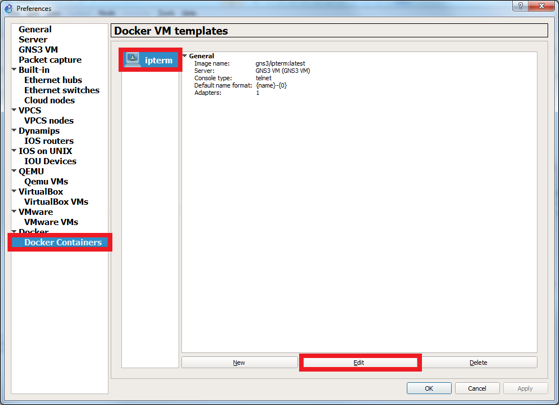 Preferences
General
Server
GNS3 VM
Packet capture
Built-in
Ethernet hubs
Ethernet switches
Cloud nodes
VPCS
VPCS nodes
Dynamips
IOS routers
IOS on UNIX
IOU Devices
QEMU
Qemu VMs
VirtualBox
VirtualBox VMs
VMware
VMware VMs
Docker
Docker Containers
Docker VM templates
ipterm
General
Image name: gns3/ipterm:latest
Server: GNS3 VM (GNS3 VM)
Console type: telnet
Default name format: {name}-{0}
Adapters: 1
New Edit Delete
OK Cancel Apply